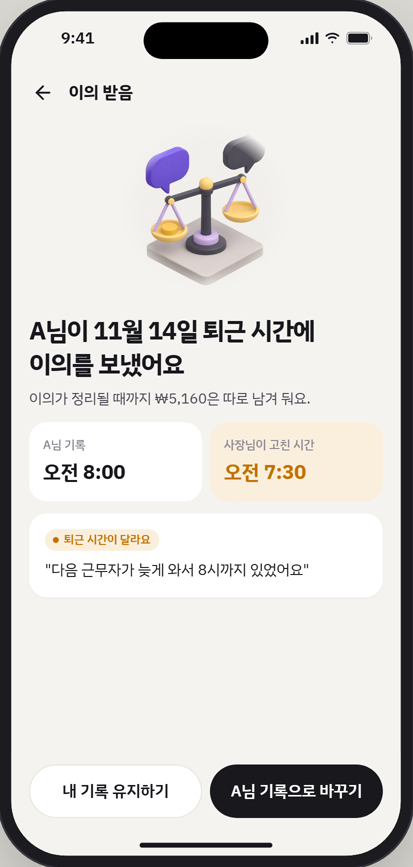 9:41
이의 받음
A님이 11월 14일 퇴근 시간에
이의를 보냈어요
이의가 정리될 때까지 ₩5,160은 따로 남겨 둬요.
A님 기록
오전 8:00
사장님이 고친 시간
오전 7:30
퇴근 시간이 달라요
"다음 근무자가 늦게 와서 8시까지 있었어요"
내 기록 유지하기
A님 기록으로 바꾸기